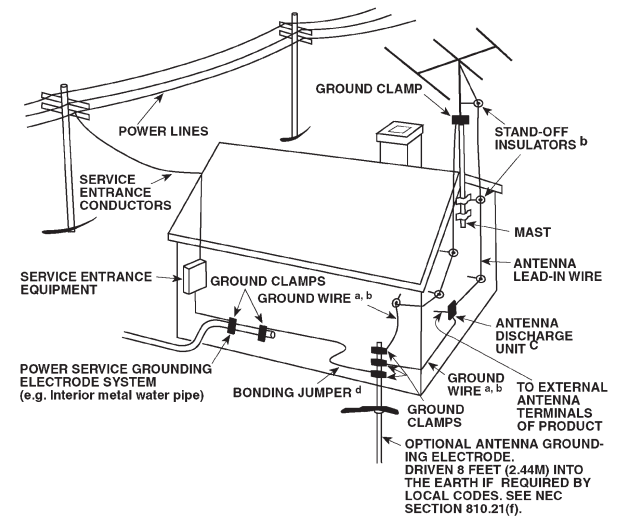 GROUND CLAMP
POWER LINES
STAND-OFF
INSULATORS b
SERVICE
ENTRANCE
CONDUCTORS
MAST
ANTENNA
LEAD-IN WIRE
SERVICE ENTRANCE
EQUIPMENT
GROUND CLAMPS
GROUND WIRE a, b
ANTENNA
DISCHARGE
UNIT C
POWER SERVICE GROUNDING
ELECTRODE SYSTEM
(e.g. Interior metal water pipe)
BONDING JUMPER d
GROUND
WIRE a, b
GROUND
CLAMPS
TO EXTERNAL
ANTENNA
TERMINALS
OF PRODUCT
OPTIONAL ANTENNA GROUND-
ING ELECTRODE.
DRIVEN 8 FEET (2.44M) INTO
THE EARTH IF REQUIRED BY
LOCAL CODES. SEE NEC
SECTION 810.21(f).